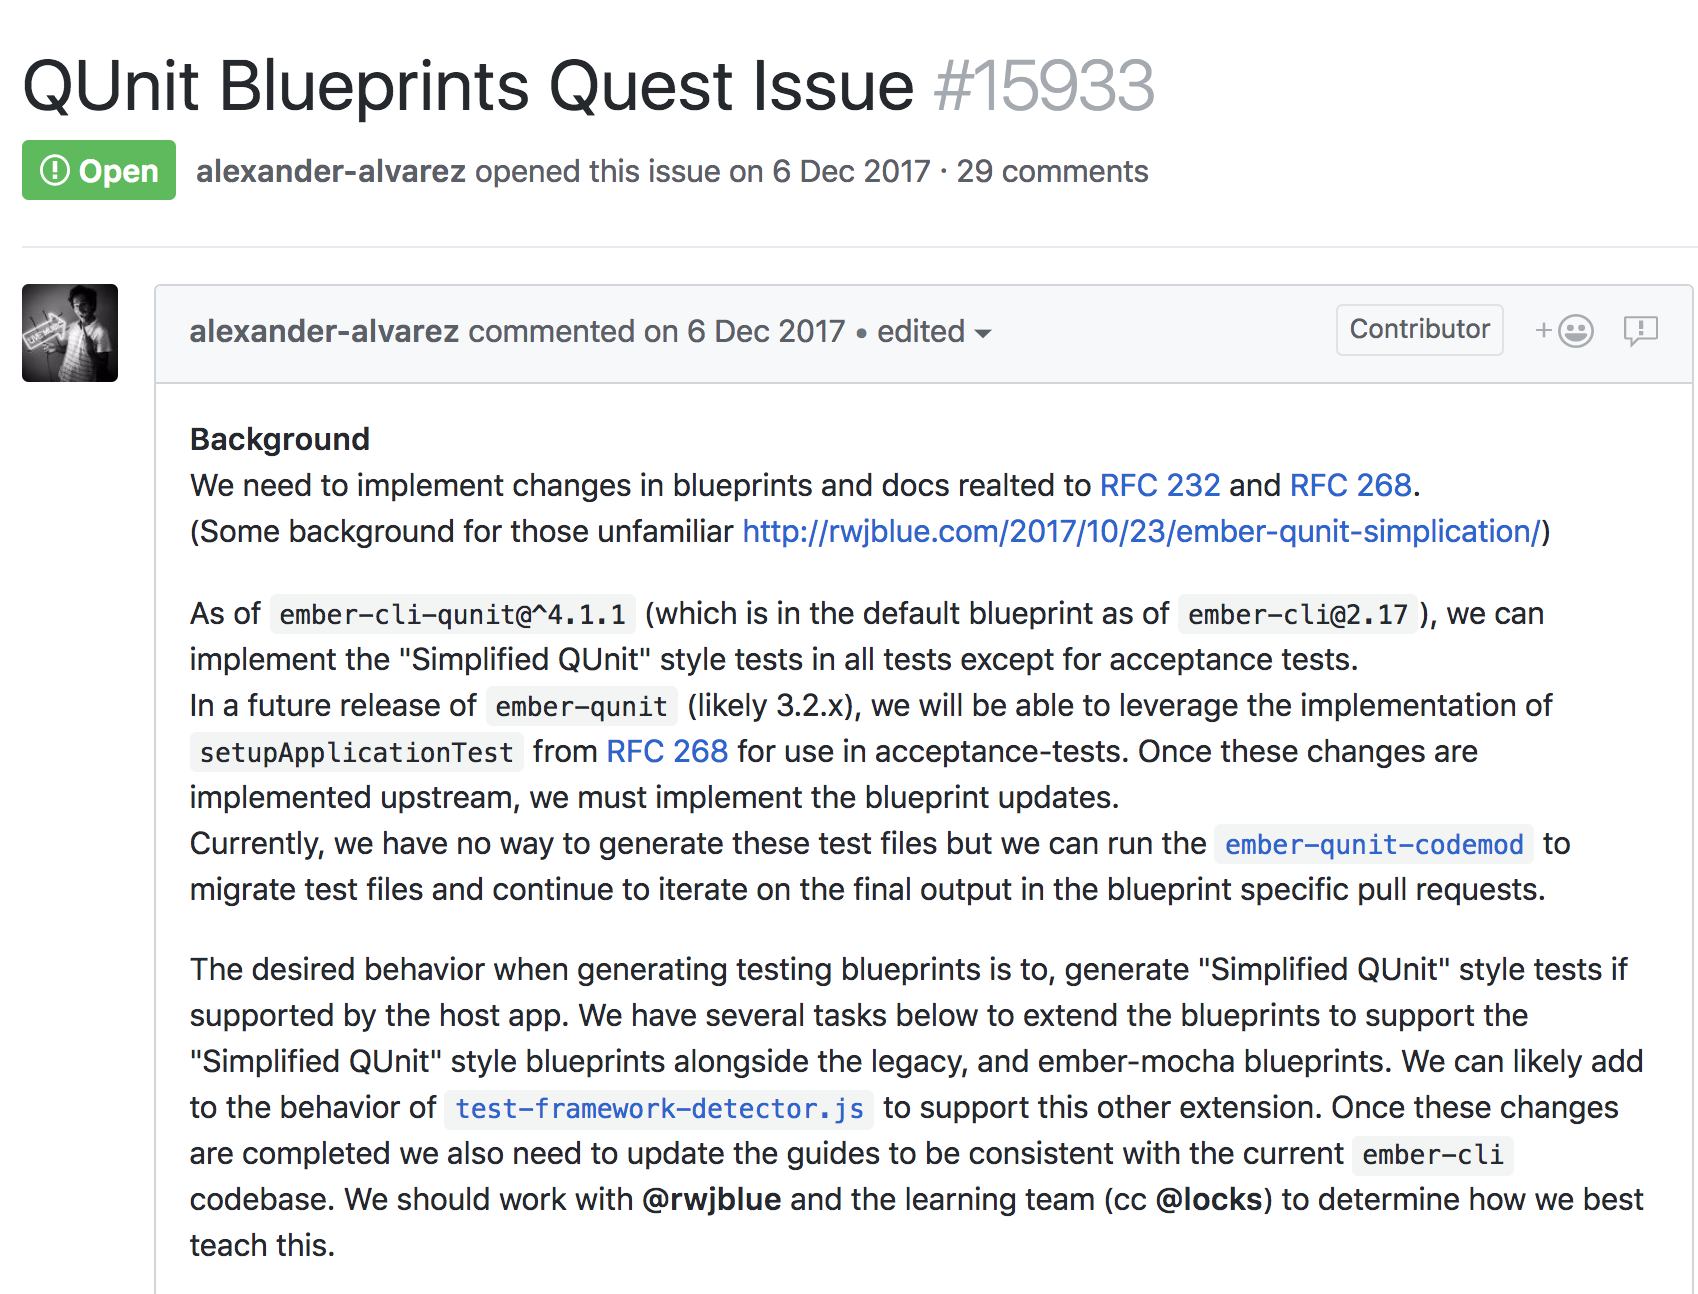 QUnit Blueprints Quest Issue #15933
Open alexander-alvarez opened this issue on 6 Dec 2017 · 29 comments
alexander-alvarez commented on 6 Dec 2017 • edited
Contributor
Background
We need to implement changes in blueprints and docs realted to RFC 232 and RFC 268.
(Some background for those unfamiliar http://rwjblue.com/2017/10/23/ember-qunit-simplication/)
As of ember-cli-qunit@^4.1.1 (which is in the default blueprint as of ember-cli@2.17), we can
implement the "Simplified QUnit" style tests in all tests except for acceptance tests.
In a future release of ember-qunit (likely 3.2.x), we will be able to leverage the implementation of
setupApplicationTest from RFC 268 for use in acceptance-tests. Once these changes are
implemented upstream, we must implement the blueprint updates.
Currently, we have no way to generate these test files but we can run the ember-qunit-codemod to
migrate test files and continue to iterate on the final output in the blueprint specific pull requests.
The desired behavior when generating testing blueprints is to, generate "Simplified QUnit" style tests if
supported by the host app. We have several tasks below to extend the blueprints to support the
"Simplified QUnit" style blueprints alongside the legacy, and ember-mocha blueprints. We can likely add
to the behavior of test-framework-detector.js to support this other extension. Once these changes
are completed we also need to update the guides to be consistent with the current ember-cli
codebase. We should work with @rwjblue and the learning team (cc @locks) to determine how we best
teach this.